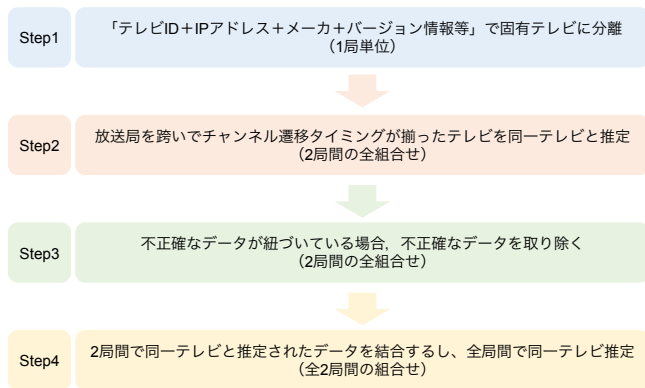 Step1
「テレビID＋IPアドレス＋メーカ＋バージョン情報等」で固有テレビに分離
（1局単位）
Step2
放送局を跨いでチャンネル遷移タイミングが揃ったテレビを同一テレビと推定
（2局間の全組合せ）
Step3
不正確なデータが紐づいている場合，不正確なデータを取り除く
（2局間の全組合せ）
Step4
2局間で同一テレビと推定されたデータを結合するし、全局間で同一テレビ推定
（全2局間の組合せ）